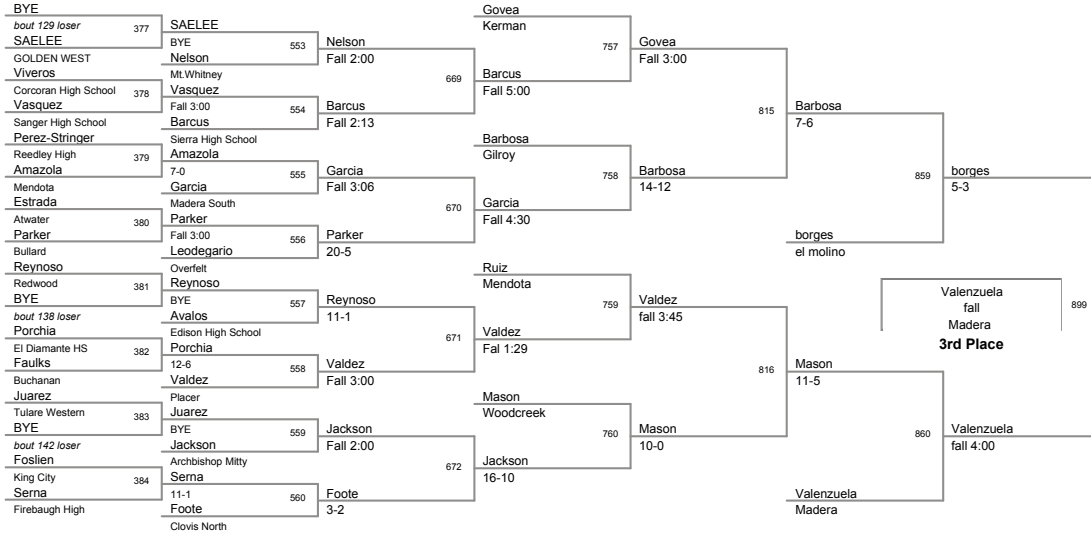 BYE
bout 129 loser
377
SAELEE
GOLDEN WEST
Viveros
Corcoran High School
378
Vasquez
Sanger High School
Perez-Stringer
Reedley High
379
Amazola
Mendota
Estrada
Atwater
380
Parker
Bullard
Reynoso
Redwood
381
BYE
bout 138 loser
Porchia
El Diamante HS
382
Faulks
Buchanan
Juarez
Tulare Western
383
BYE
bout 142 loser
Foslien
King City
384
Serna
Firebaugh High
SAELEE
BYE
553
Nelson
Mt.Whitney
Vasquez
Fall 3:00
554
Barcus
Sierra High School
Amazola
7-0
555
Garcia
Madera South
Parker
Fall 3:00
556
Leodegario
Overfelt
Reynoso
BYE
557
Avalos
Edison High School
Porchia
12-6
558
Valdez
Placer
Juarez
BYE
559
Jackson
Archbishop Mitty
Serna
11-1
560
Foote
Clovis North
Nelson
Fall 2:00
669
Barcus
Fall 2:13
Garcia
Fall 3:06
670
Parker
20-5
Reynoso
11-1
671
Valdez
Fall 3:00
Jackson
Fall 2:00
672
Foote
3-2
Govea
Kerman
757
Barcus
Fall 5:00
Barbosa
Gilroy
758
Garcia
Fall 4:30
Ruiz
Mendota
759
Valdez
Fal 1:29
Mason
Woodcreek
760
Jackson
16-10
Govea
Fall 3:00
815
Barbosa
14-12
Valdez
fall 3:45
816
Mason
10-0
Barbosa
7-6
859
borges
el molino
Mason
11-5
860
Valenzuela
Madera
borges
5-3
Valenzuela
fall
Madera
899
3rd Place
Valenzuela
fall 4:00